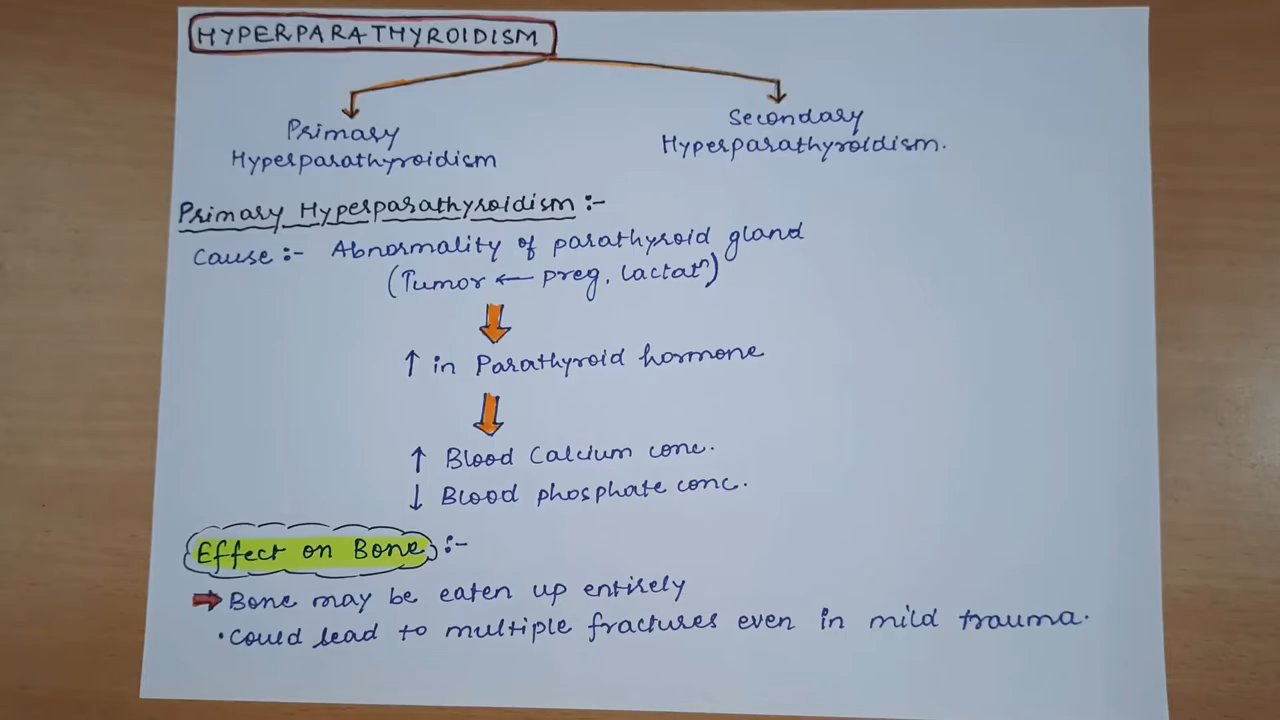 HYPERPARATHYROIDISM
Primary
Hyperparathyroidism
Secondary
Hyperparathyroidism.
Primary Hyperparathyroidism :-
Cause :- Abnormality of parathyroid gland
(Tumor ← preg, lactatⁿ)
↑ in Parathyroid hormone
↑ Blood Calcium conc.
↓ Blood phosphate conc.
Effect on Bone :-
⇒ Bone may be eaten up entirely
• Could lead to multiple fractures even in mild trauma.